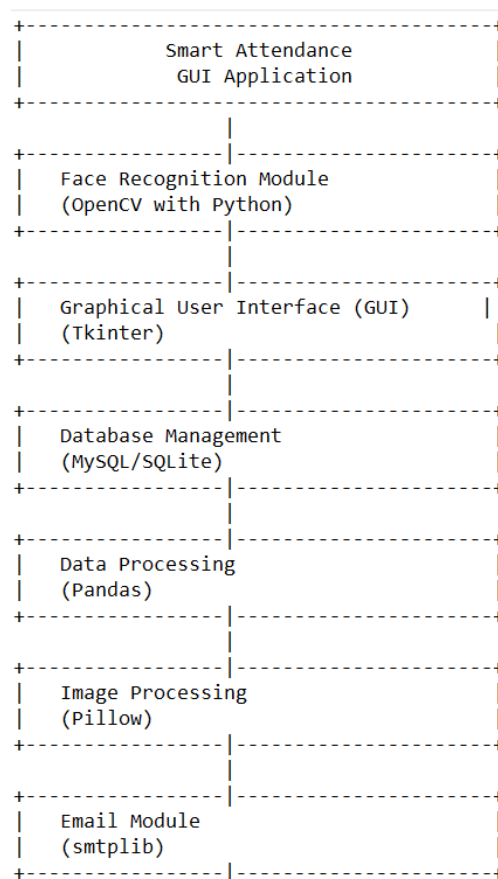 Smart Attendance
GUI Application
Face Recognition Module
(OpenCV with Python)
Graphical User Interface (GUI)
(Tkinter)
Database Management
(MySQL/SQLite)
Data Processing
(Pandas)
Image Processing
(Pillow)
Email Module
(smtplib)